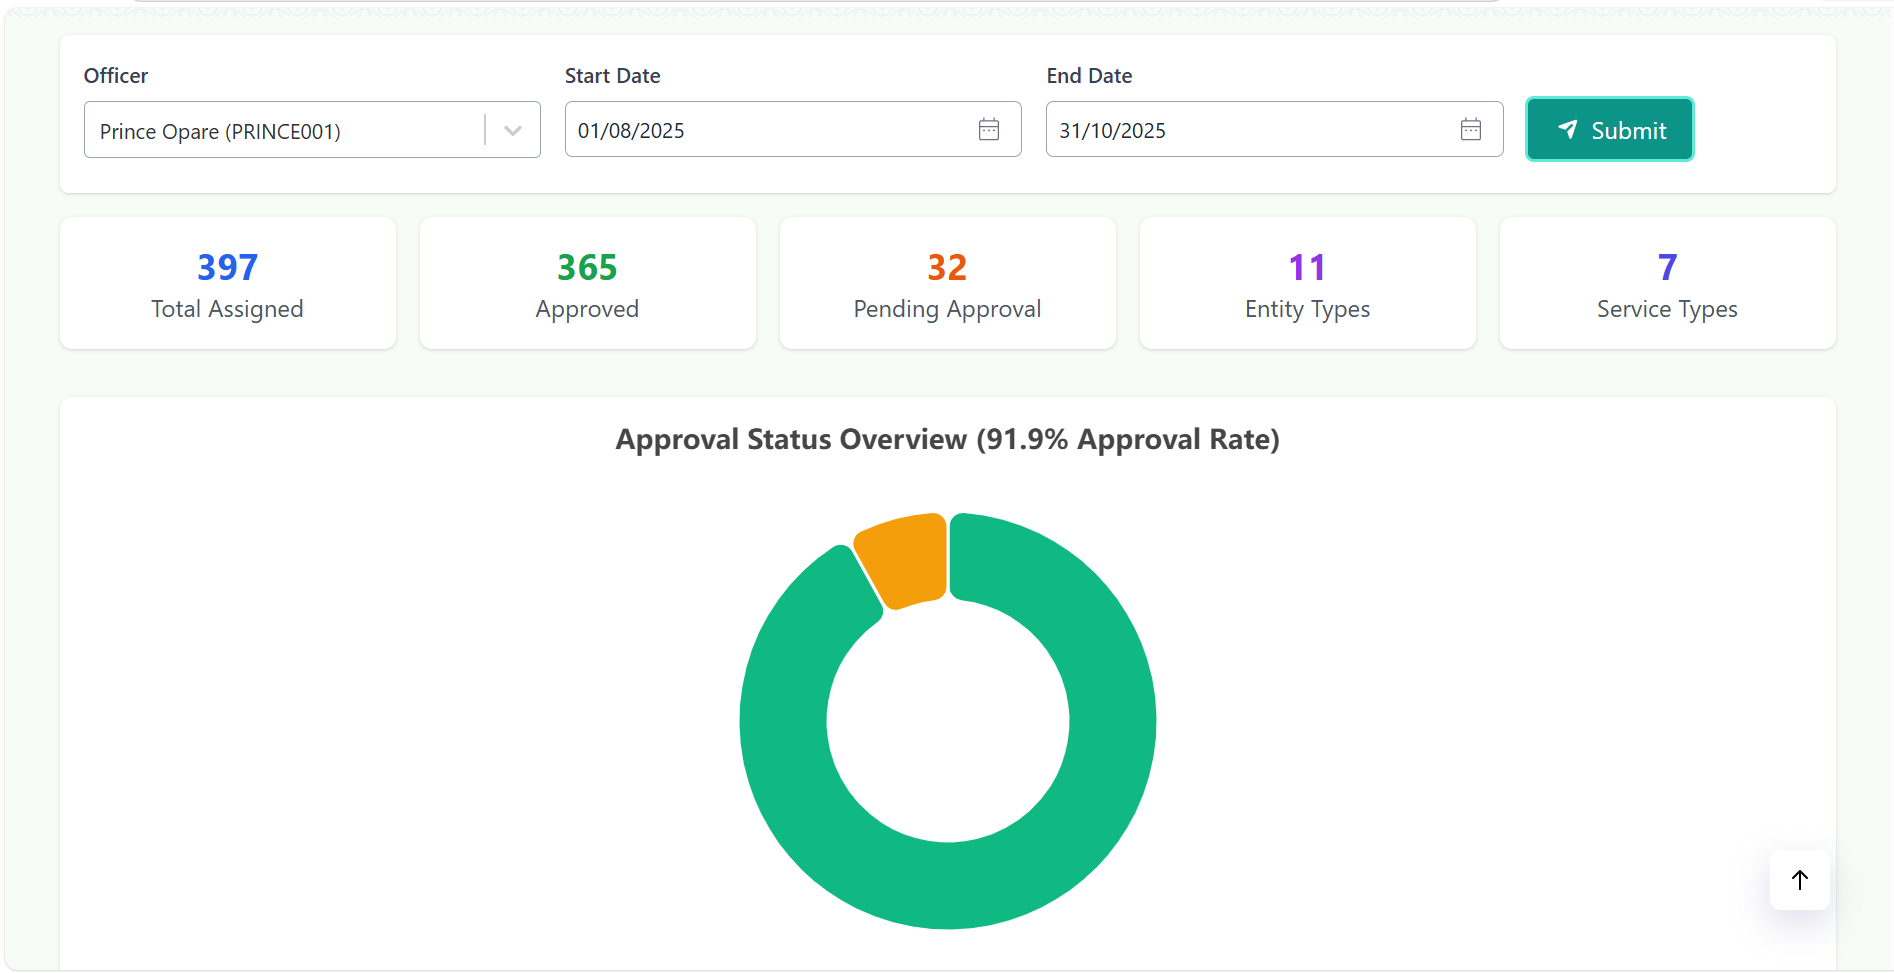 Officer
Start Date
End Date
Prince Opare (PRINCE001)
01/08/2025
31/10/2025
Submit
397
Total Assigned
365
Approved
32
Pending Approval
11
Entity Types
7
Service Types
Approval Status Overview (91.9% Approval Rate)